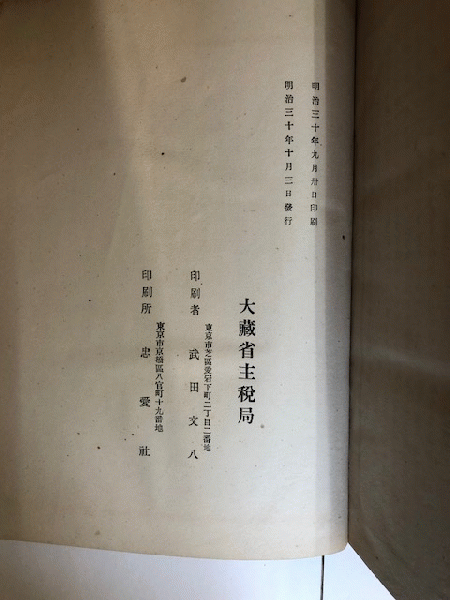 明治三十年九月卅日印刷
明治三十年十月二日發行
大藏省主税局
東京市芝區愛宕下町二丁目二番地
印刷者 武田文八
東京市京橋區八官町十九番地
印刷所 忠愛社